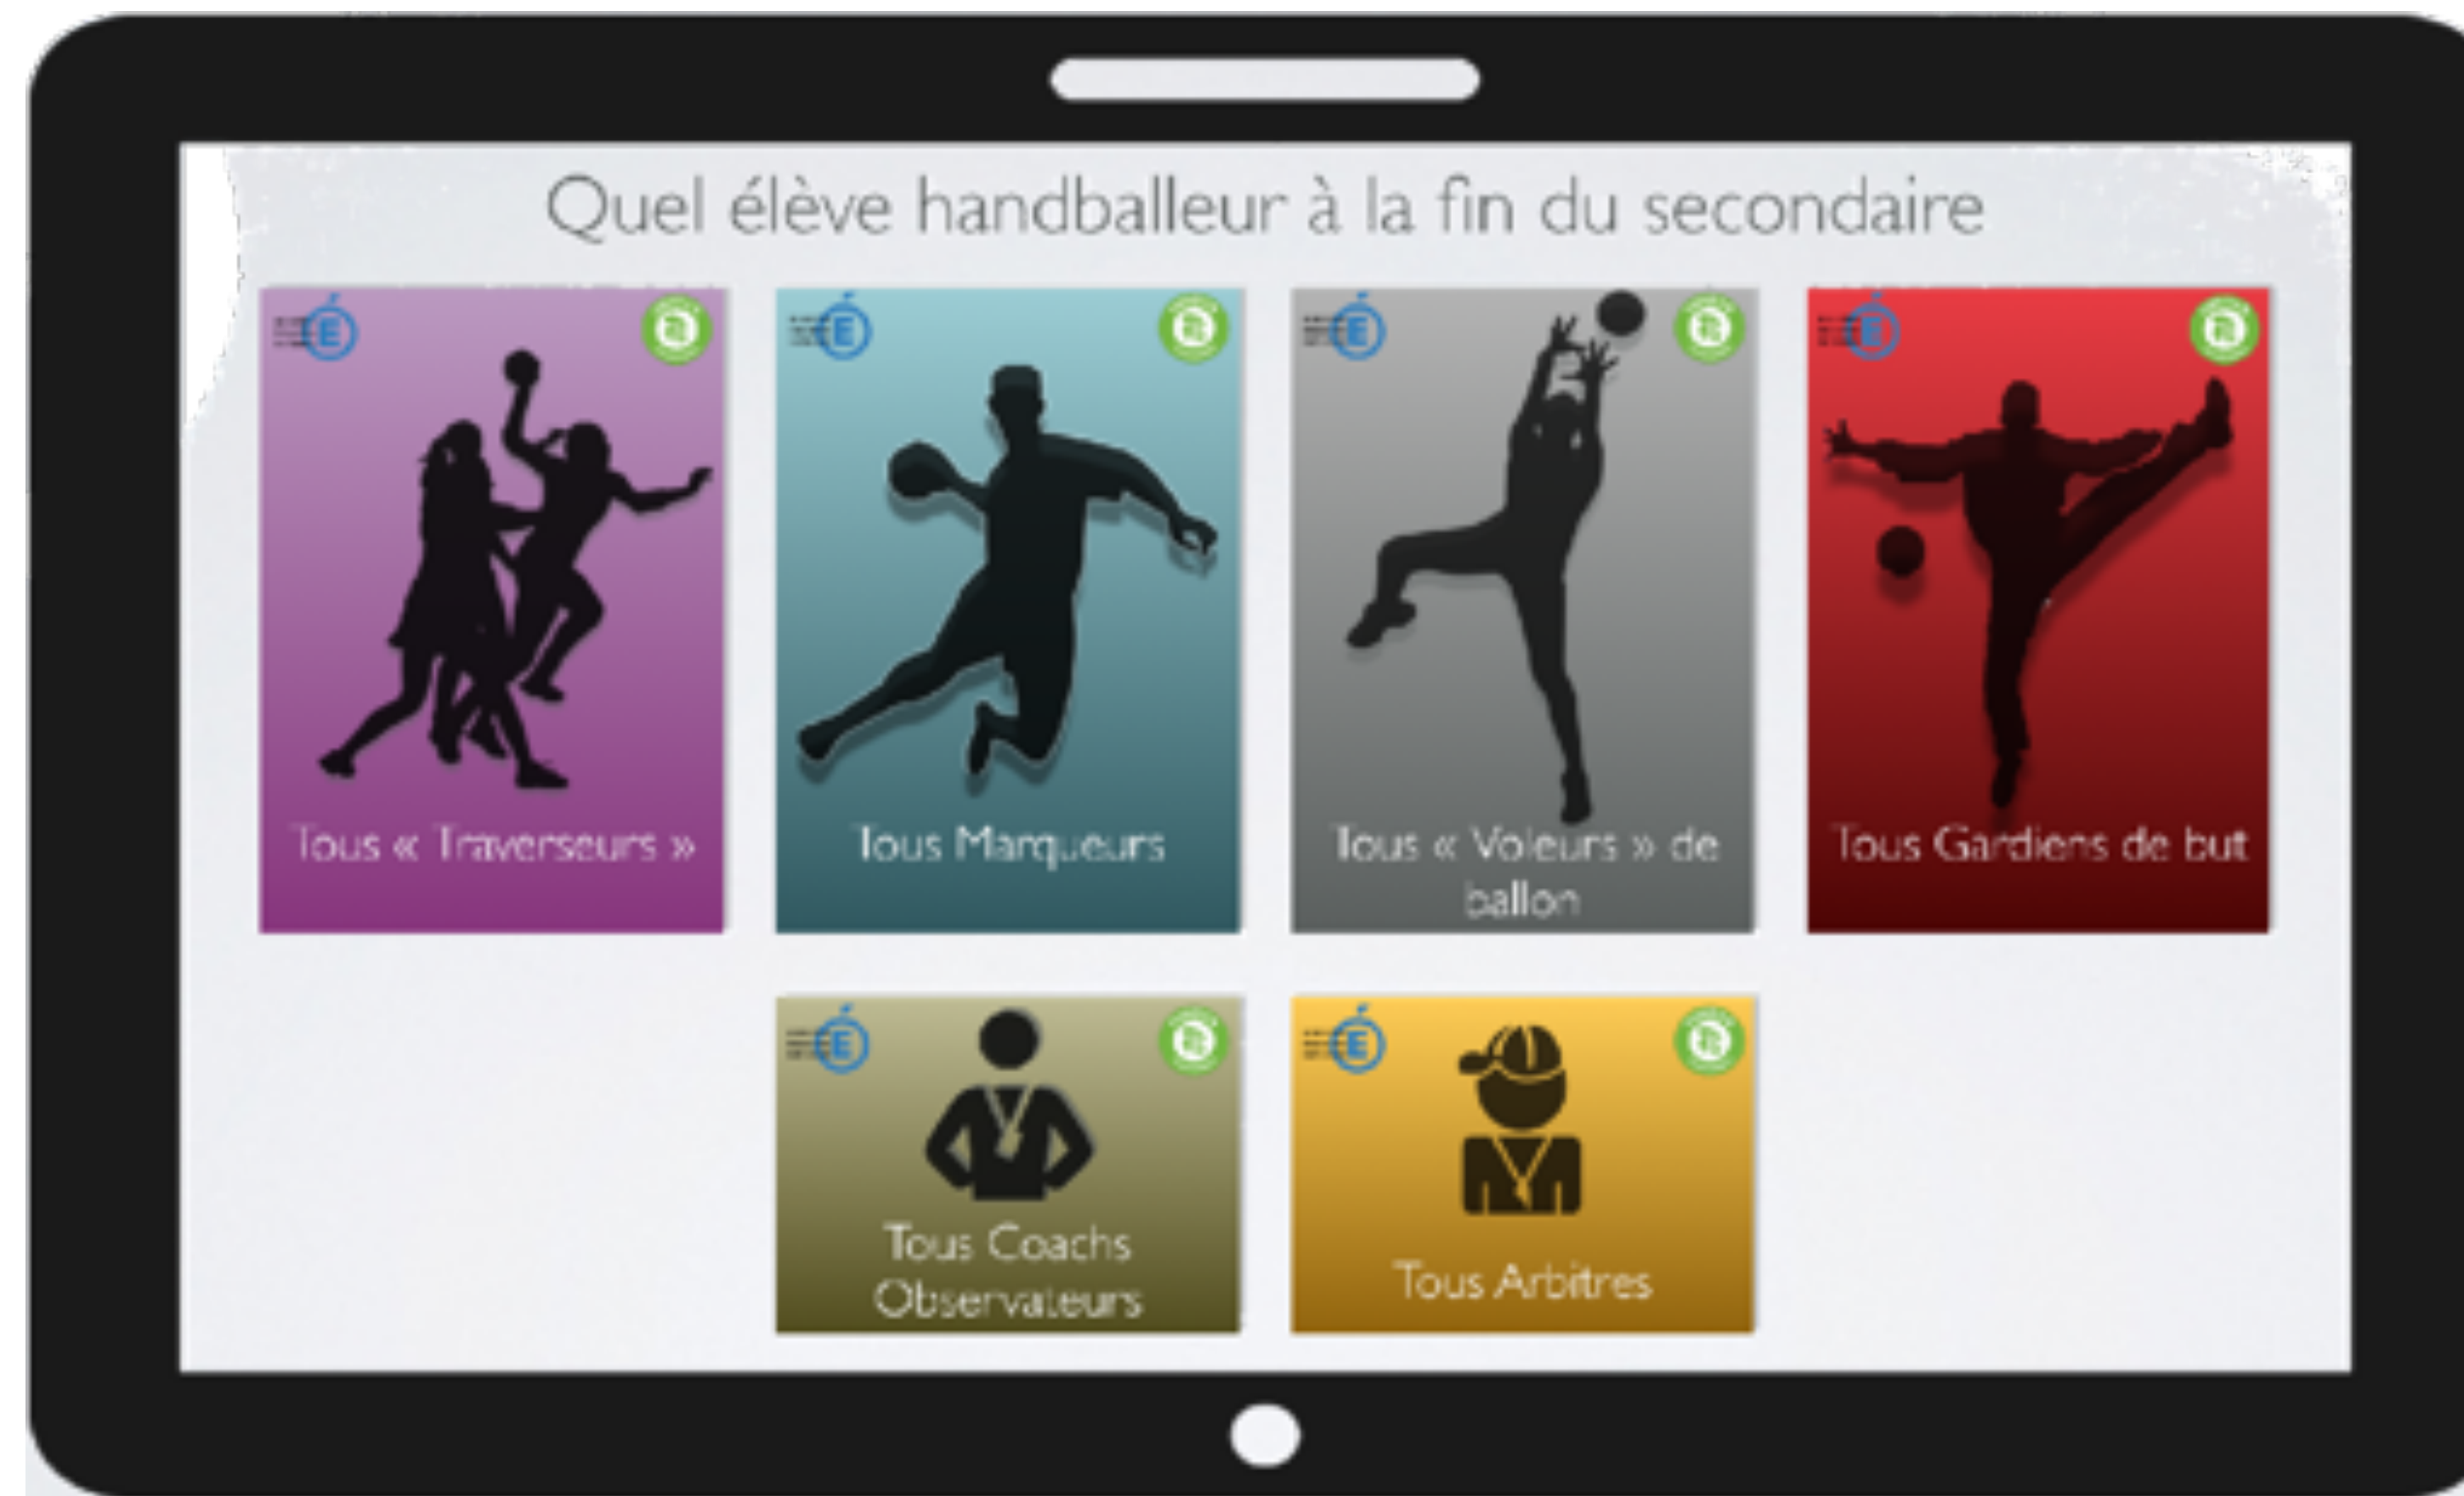 Quel élève handballeur à la fin du secondaire
Tous « Traverseurs »
Tous Marqueurs
Tous « Voleurs » de
ballon
Tous Gardiens de but
Tous Coachs
Observateurs
Tous Arbitres